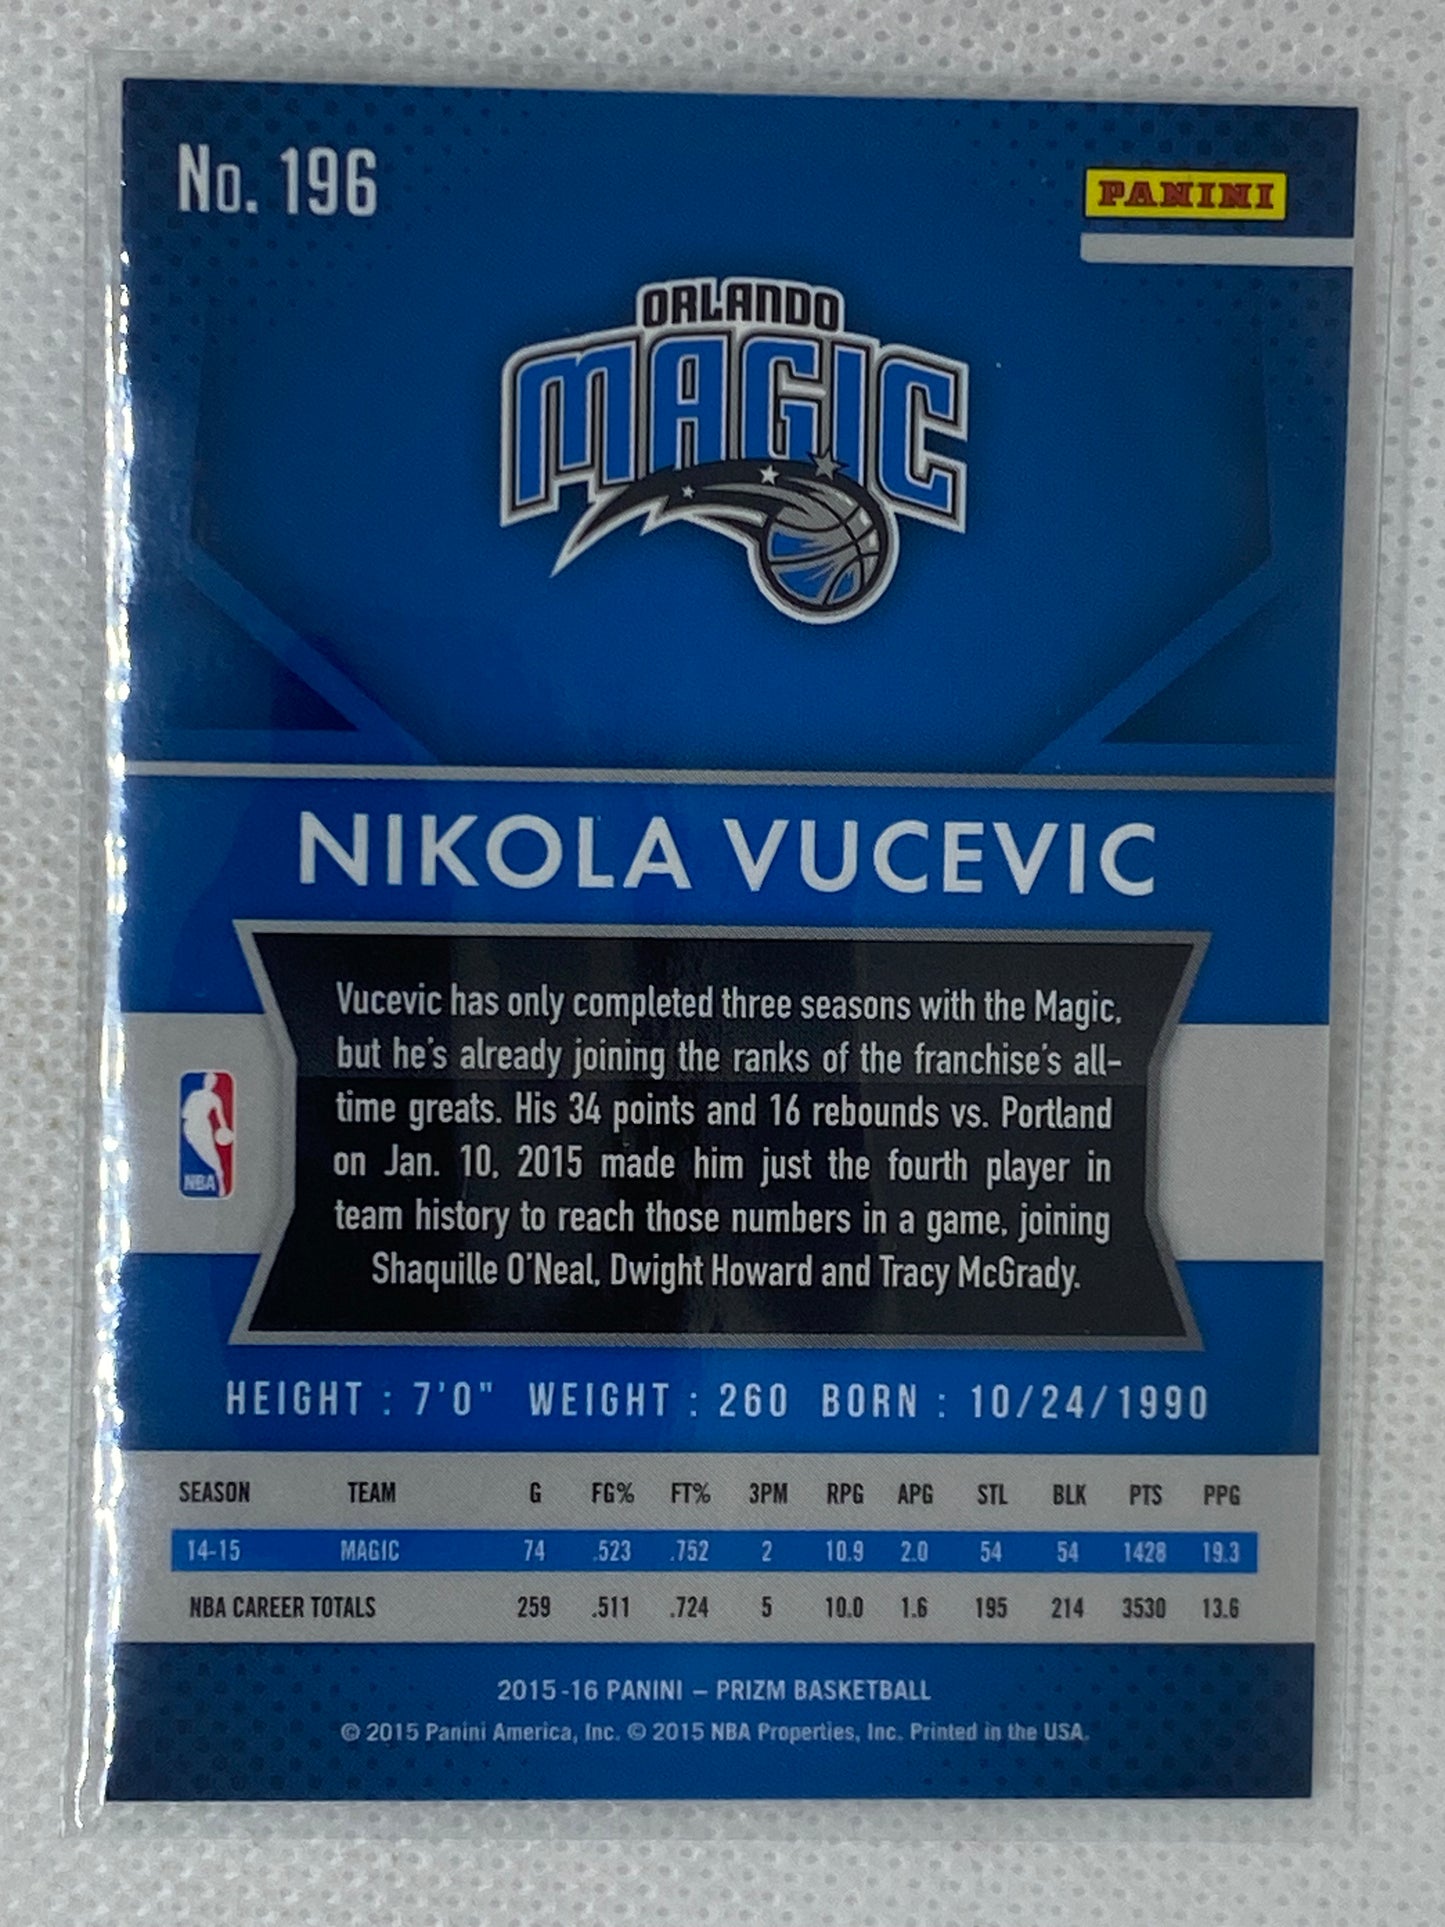 No. 196
PANINI
ORLANDO
MAGIC
NIKOLA VUCEVIC
Vucevic has only completed three seasons with the Magic,
but he's already joining the ranks of the franchise's all-
time greats. His 34 points and 16 rebounds vs. Portland
on Jan. 10, 2015 made him just the fourth player in
team history to reach those numbers in a game, joining
Shaquille O'Neal, Dwight Howard and Tracy McGrady.
NBA
HEIGHT : 7'0" WEIGHT : 260 BORN : 10/24/1990
SEASON TEAM G FG% FT% 3PM RPG APG STL BLK PTS PPG
14-15 MAGIC 74 .523 .752 2 10.9 2.0 54 54 1428 19.3
NBA CAREER TOTALS 259 .511 .724 5 10.0 1.6 195 214 3530 13.6
2015-16 PANINI – PRIZM BASKETBALL
© 2015 Panini America, Inc. © 2015 NBA Properties, Inc. Printed in the USA.